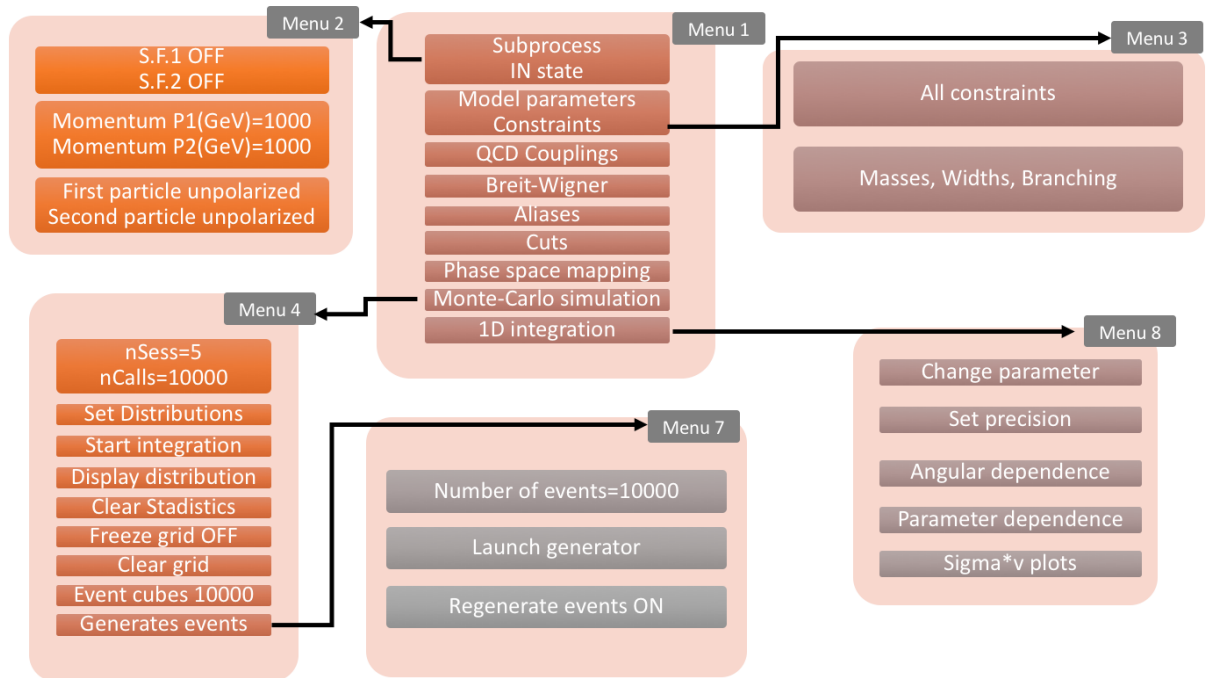 Menu 2
S.F.1 OFF
S.F.2 OFF
Momentum P1(GeV)=1000
Momentum P2(GeV)=1000
First particle unpolarized
Second particle unpolarized
Menu 1
Subprocess
IN state
Model parameters
Constraints
QCD Couplings
Breit-Wigner
Aliases
Cuts
Phase space mapping
Monte-Carlo simulation
1D integration
Menu 3
All constraints
Masses, Widths, Branching
Menu 4
nSess=5
nCalls=10000
Set Distributions
Start integration
Display distribution
Clear Stadistics
Freeze grid OFF
Clear grid
Event cubes 10000
Generates events
Menu 7
Number of events=10000
Launch generator
Regenerate events ON
Menu 8
Change parameter
Set precision
Angular dependence
Parameter dependence
Sigma*v plots